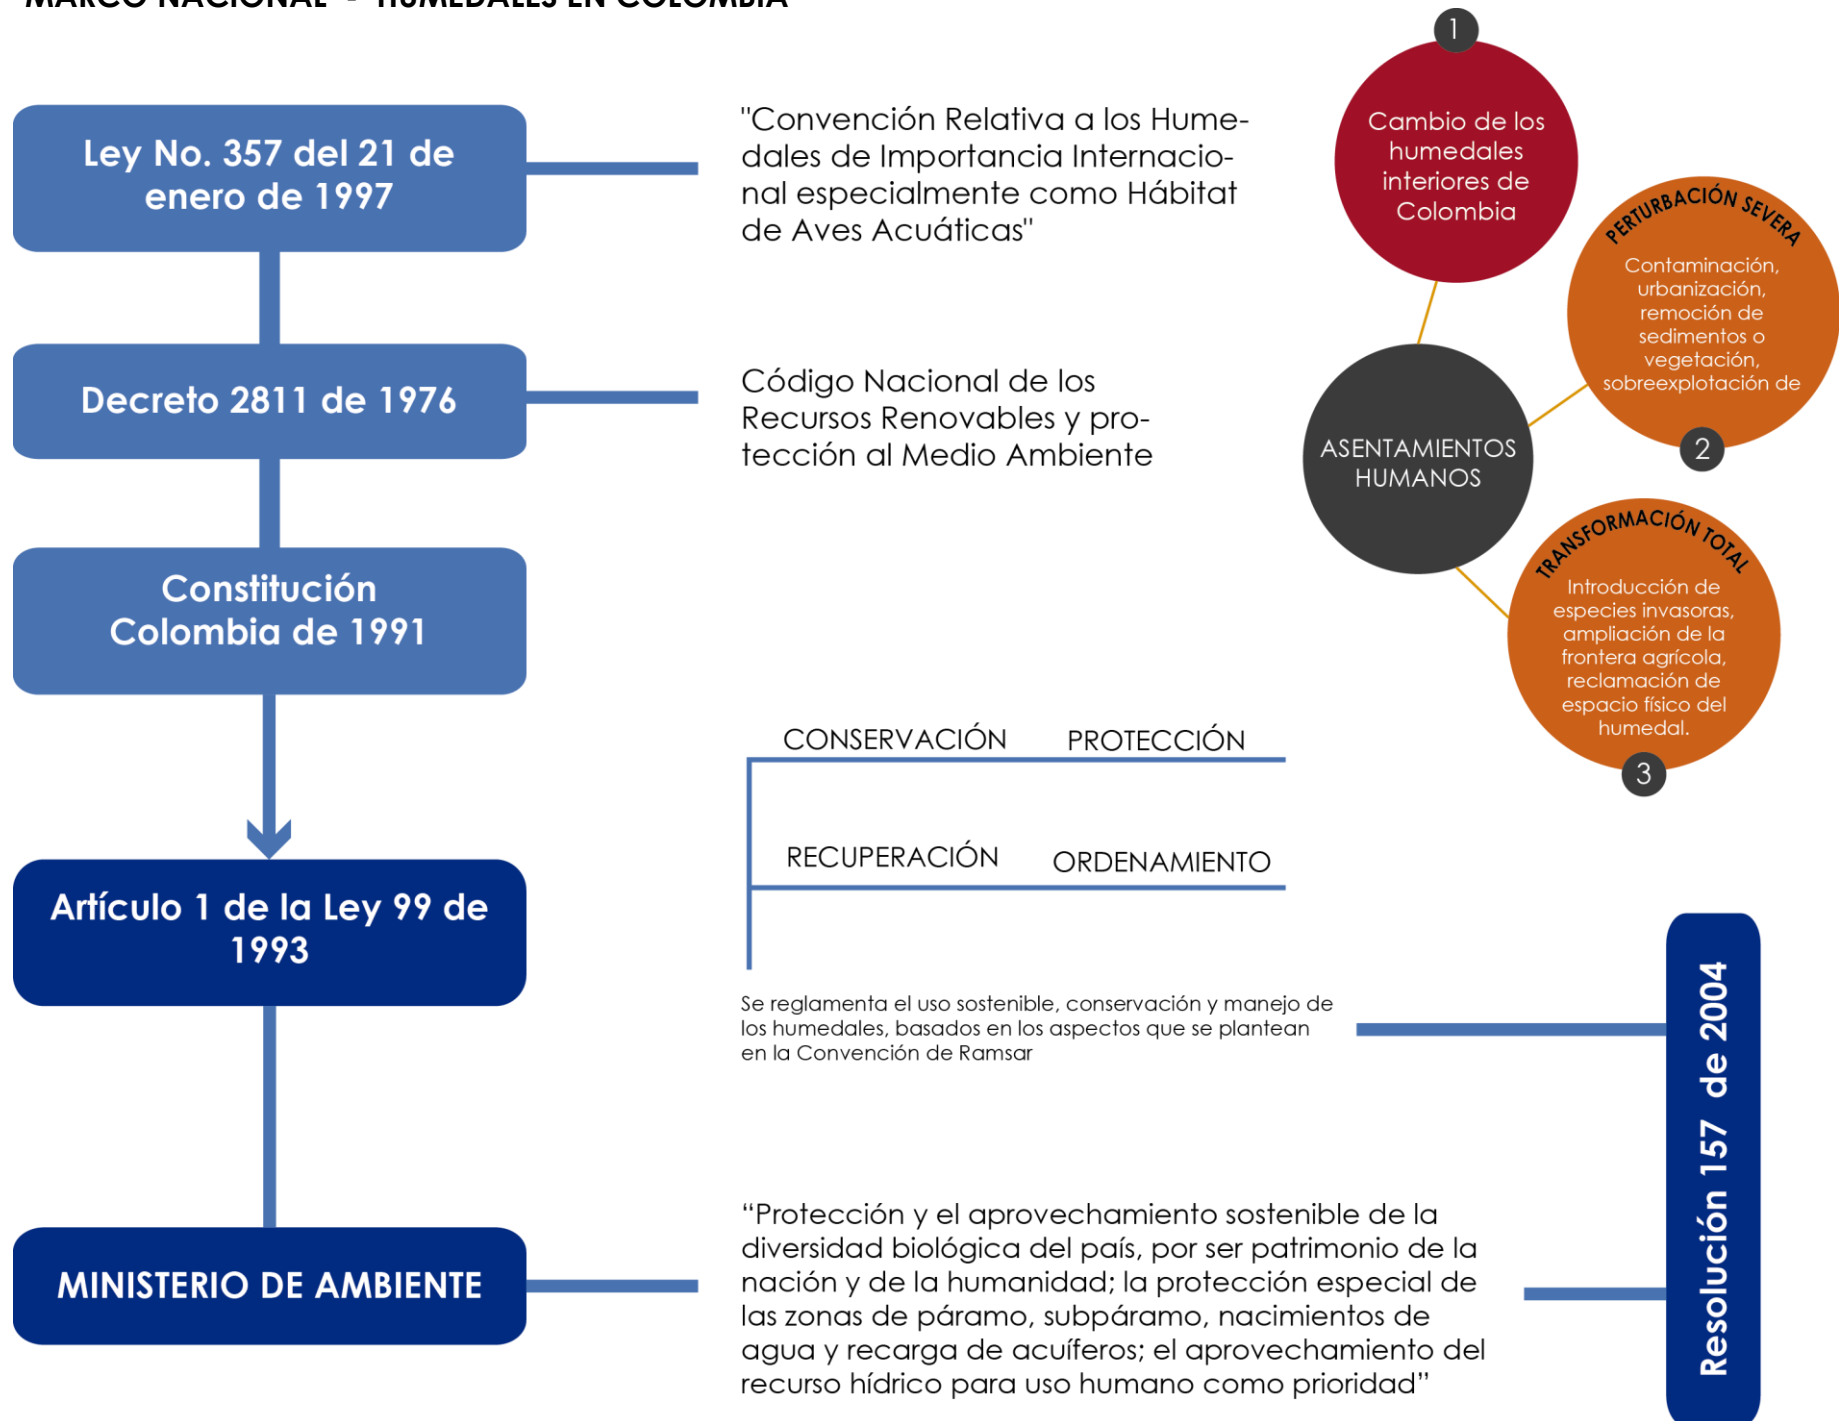 MARCO NACIONAL - HUMEDALES EN COLOMBIA
Ley No. 357 del 21 de
enero de 1997
"Convención Relativa a los Hume-
dales de Importancia Internacio-
nal especialmente como Hábitat
de Aves Acuáticas"
Decreto 2811 de 1976
Código Nacional de los
Recursos Renovables y pro-
tección al Medio Ambiente
Constitución
Colombia de 1991
Artículo 1 de la Ley 99 de
1993
MINISTERIO DE AMBIENTE
“Protección y el aprovechamiento sostenible de la
diversidad biológica del país, por ser patrimonio de la
nación y de la humanidad; la protección especial de
las zonas de páramo, subpáramo, nacimientos de
agua y recarga de acuíferos; el aprovechamiento del
recurso hídrico para uso humano como prioridad”
CONSERVACIÓN PROTECCIÓN
RECUPERACIÓN ORDENAMIENTO
Se reglamenta el uso sostenible, conservación y manejo de
los humedales, basados en los aspectos que se plantean
en la Convención de Ramsar
Resolución 157 de 2004
1
Cambio de los
humedales
interiores de
Colombia
ASENTAMIENTOS
HUMANOS
PERTURBACIÓN SEVERA
Contaminación,
urbanización,
remoción de
sedimentos o
vegetación,
sobreexplotación de
2
TRANSFORMACIÓN TOTAL
Introducción de
especies invasoras,
ampliación de la
frontera agrícola,
reclamación de
espacio físico del
humedal.
3